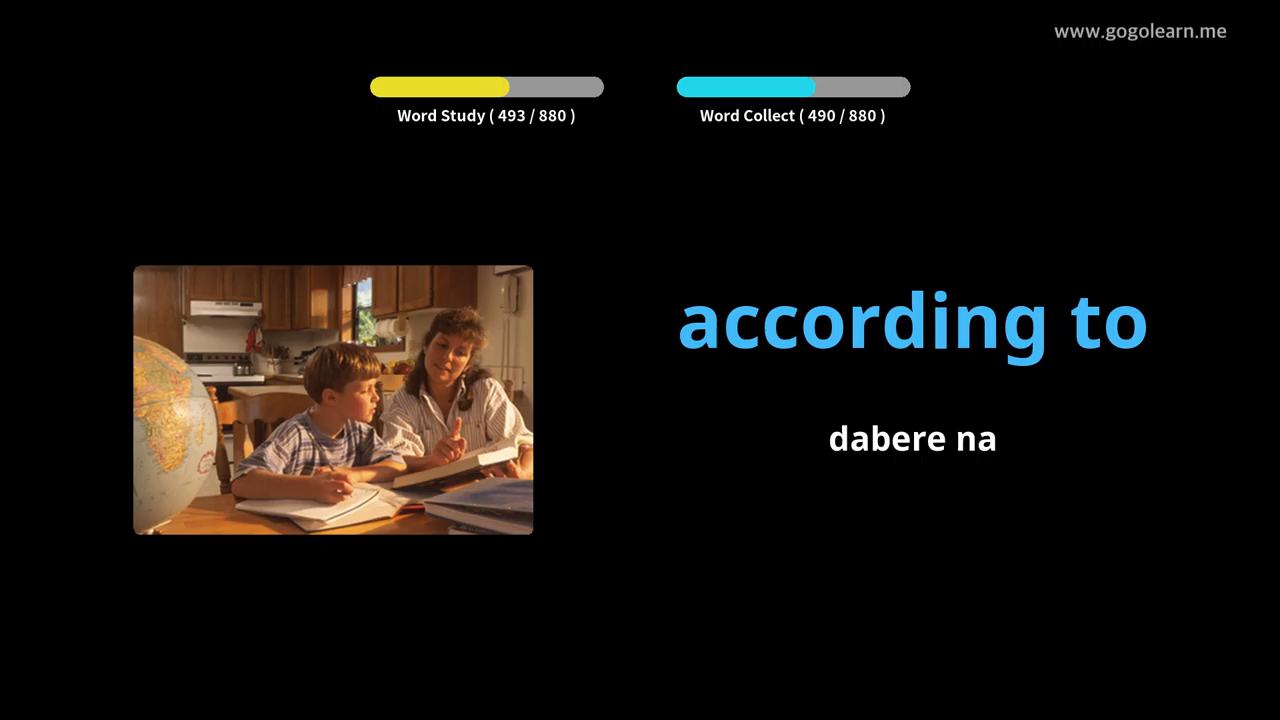 www.gogolearn.me
Word Study ( 493 / 880 )
Word Collect ( 490 / 880 )
according to
dabere na